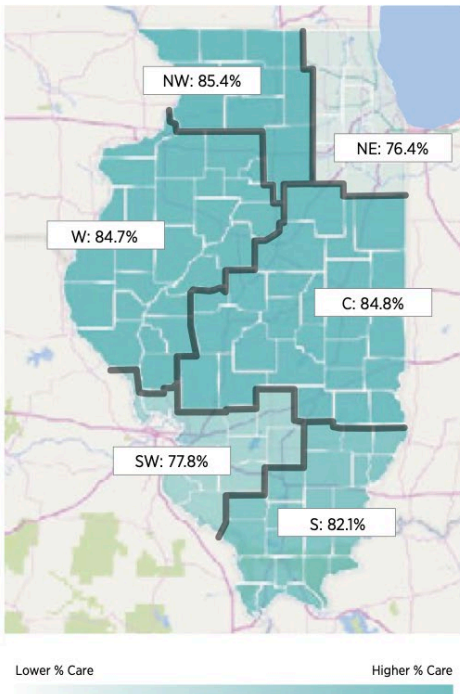 NW: 85.4%
NE: 76.4%
W: 84.7%
C: 84.8%
SW: 77.8%
S: 82.1%
Lower % Care
Higher % Care